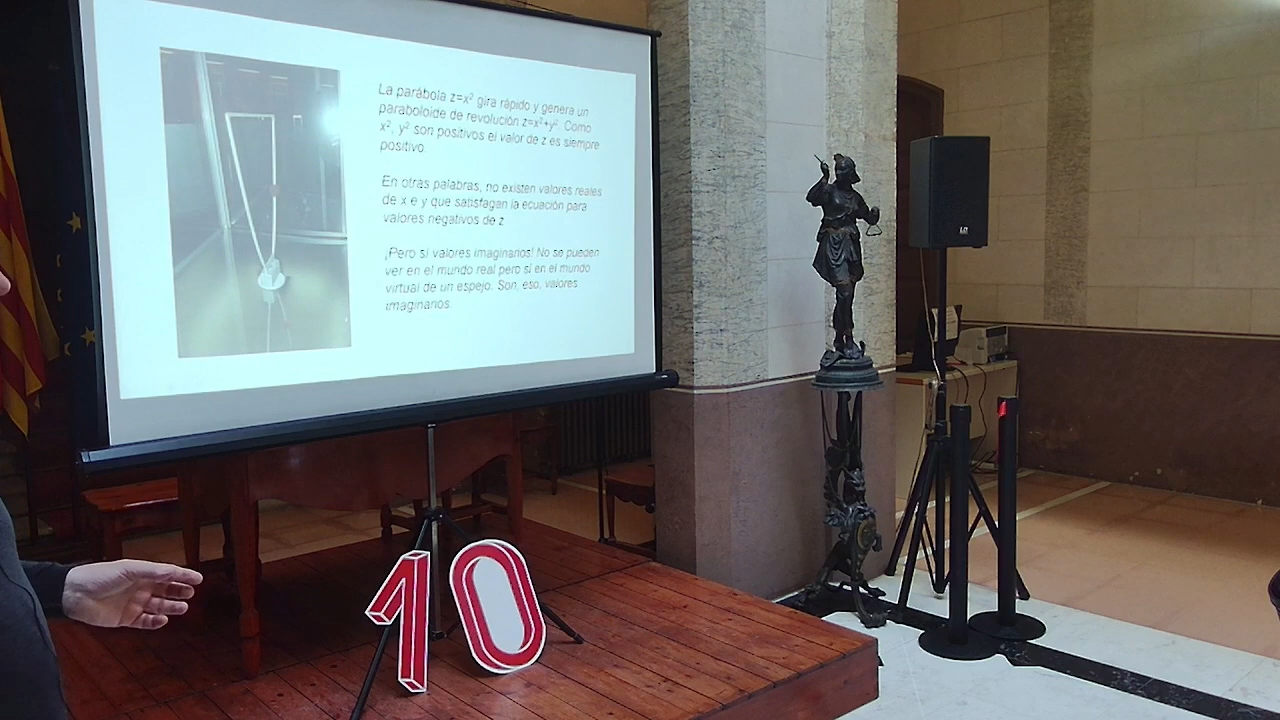 La parábola z=x² gira rápido y genera un
paraboloide de revolución z=x²+y². Como
x², y² son positivos el valor de z es siempre
positivo.
En otras palabras, no existen valores reales
de x e y que satisfagan la ecuación para
valores negativos de z
¡Pero si valores imaginarios! No se pueden
ver en el mundo real pero sí en el mundo
virtual de un espejo. Son, eso, valores
imaginarios.
10
LD